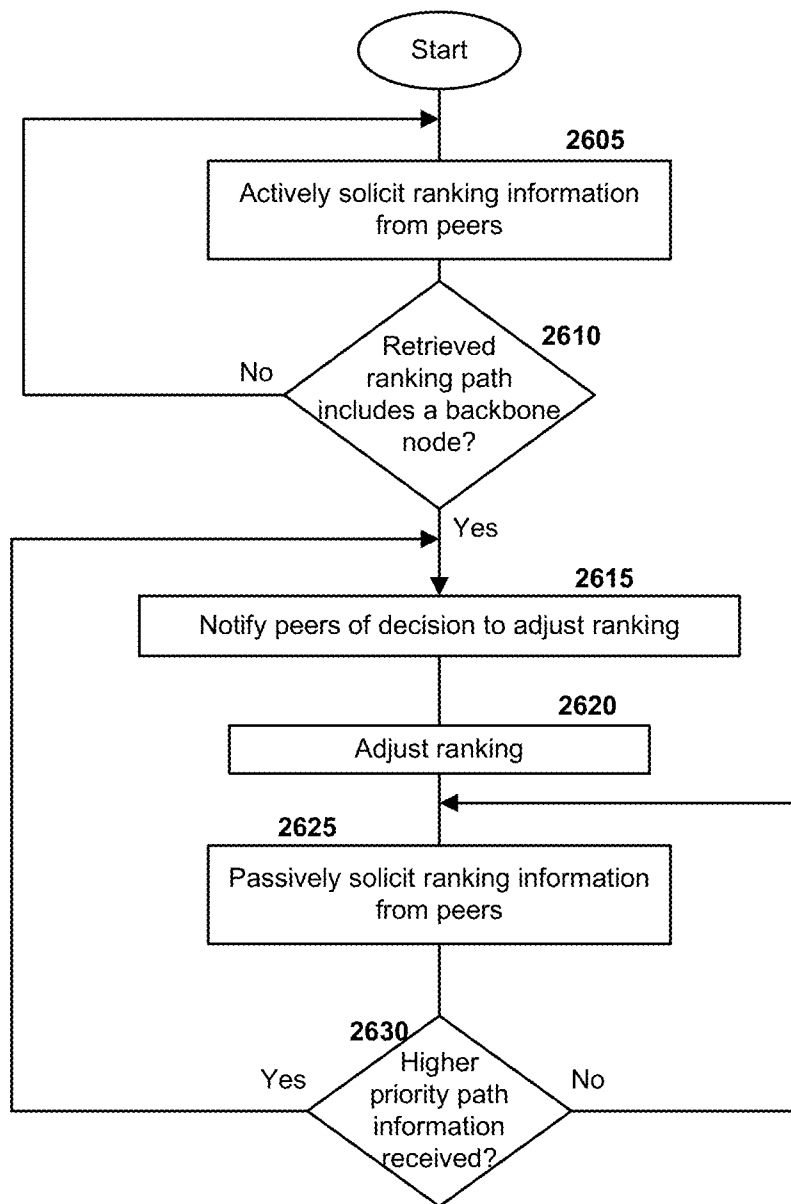 Start
2605
Actively solicit ranking information
from peers
2610
Retrieved
ranking path
includes a backbone
node?
No
Yes
2615
Notify peers of decision to adjust ranking
2620
Adjust ranking
2625
Passively solicit ranking information
from peers
2630
Higher
priority path
information
received?
Yes
No